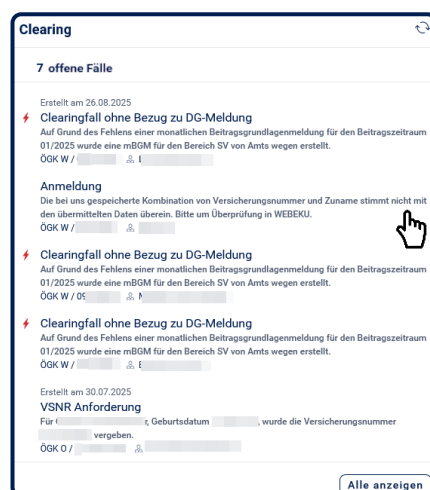 Clearing
7 offene Fälle
Erstellt am 26.08.2025
Clearingfall ohne Bezug zu DG-Meldung
Auf Grund des Fehlens einer monatlichen Beitragsgrundlagenmeldung für den Beitragszeitraum
01/2025 wurde eine mBGM für den Bereich SV von Amts wegen erstellt.
ÖGK W /
Anmeldung
Die bei uns gespeicherte Kombination von Versicherungsnummer und Zuname stimmt nicht mit
den übermittelten Daten überein. Bitte um Überprüfung in WEBEKU.
ÖGK W /
Clearingfall ohne Bezug zu DG-Meldung
Auf Grund des Fehlens einer monatlichen Beitragsgrundlagenmeldung für den Beitragszeitraum
01/2025 wurde eine mBGM für den Bereich SV von Amts wegen erstellt.
ÖGK W /
Clearingfall ohne Bezug zu DG-Meldung
Auf Grund des Fehlens einer monatlichen Beitragsgrundlagenmeldung für den Beitragszeitraum
01/2025 wurde eine mBGM für den Bereich SV von Amts wegen erstellt.
ÖGK W /
Erstellt am 30.07.2025
VSNR Anforderung
Für , Geburtsdatum , wurde die Versicherungsnummer
vergeben.
ÖGK O /
Alle anzeigen